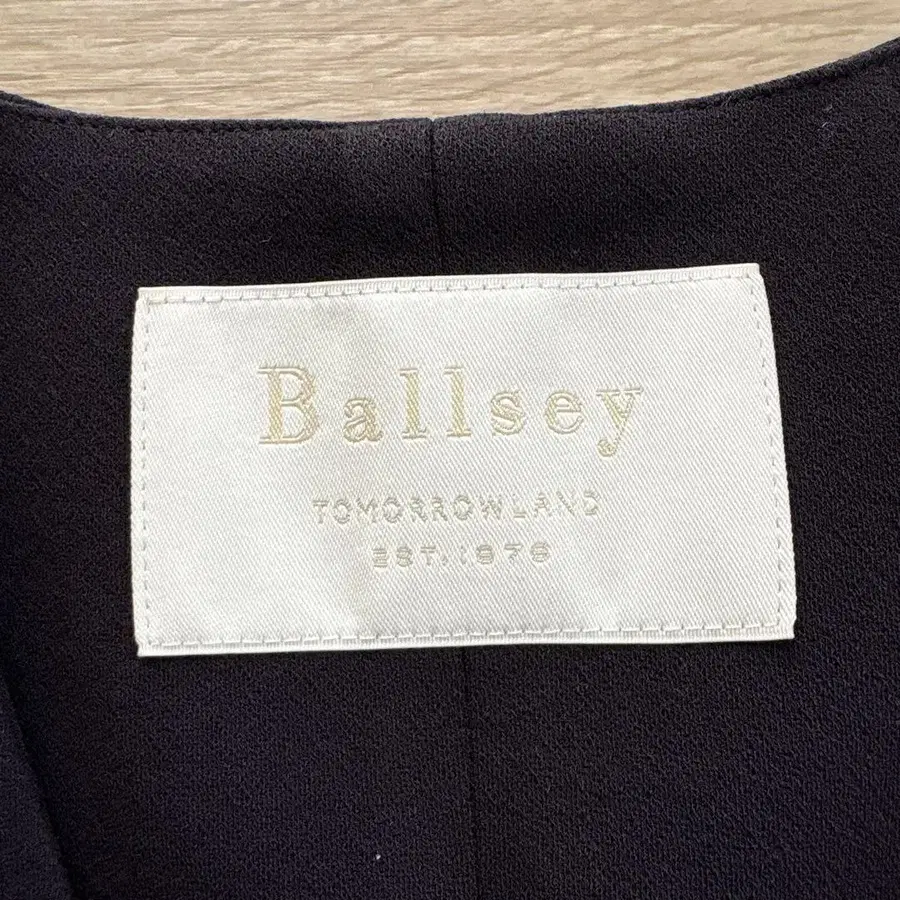 Ballsey
TOMORROWLAND
EST,1978